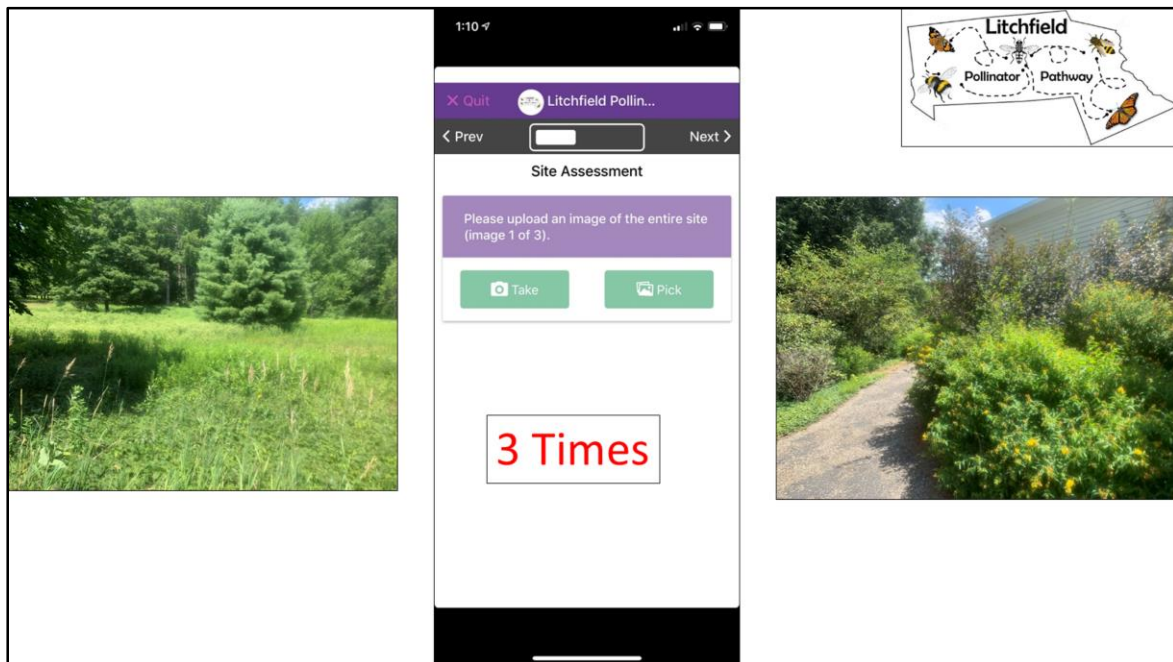 1:10
X Quit
Litchfield Pollin...
Prev
Next
Site Assessment
Please upload an image of the entire site
(image 1 of 3).
Take
Pick
3 Times
Litchfield
Pollinator Pathway